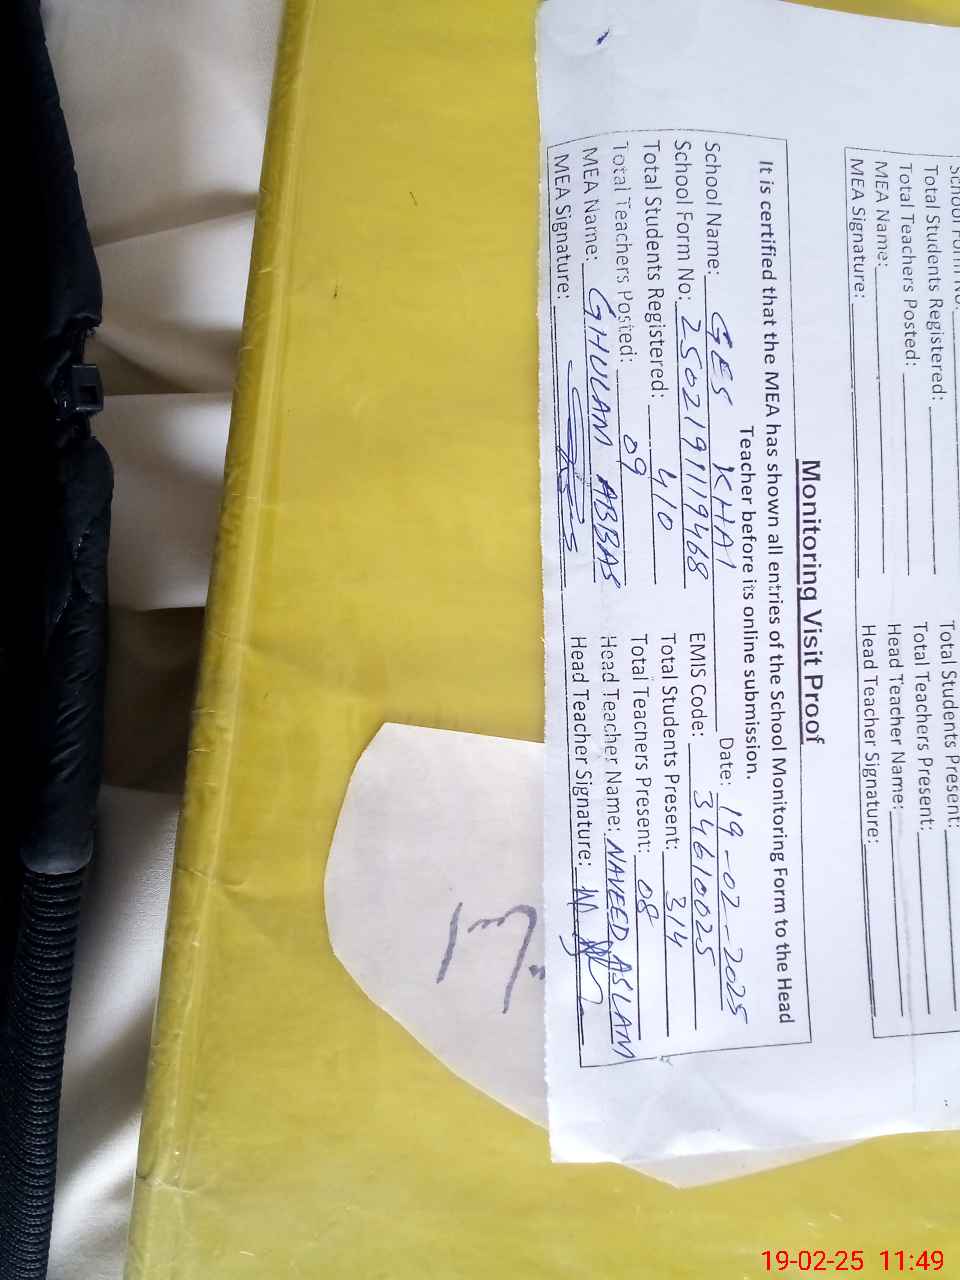 School Form No.
Total Students Registered: Total Students Present:
Total Teachers Posted: Total Teachers Present:
MEA Name: Head Teacher Name:
MEA Signature: Head Teacher Signature:
Monitoring Visit Proof
It is certified that the MEA has shown all entries of the School Monitoring Form to the Head
Teacher before its online submission.
School Name: GES KHAI Date: 19-02-2025
School Form No: 2502191119468 EMIS Code: 34610025
Total Students Registered: 410 Total Students Present: 314
Total Teachers Posted: 09 Total Teachers Present: 08
MEA Name: GHULAM ABBAS Head Teacher Name: NAVEED ASLAM
MEA Signature: Head Teacher Signature:
19-02-25 11:49